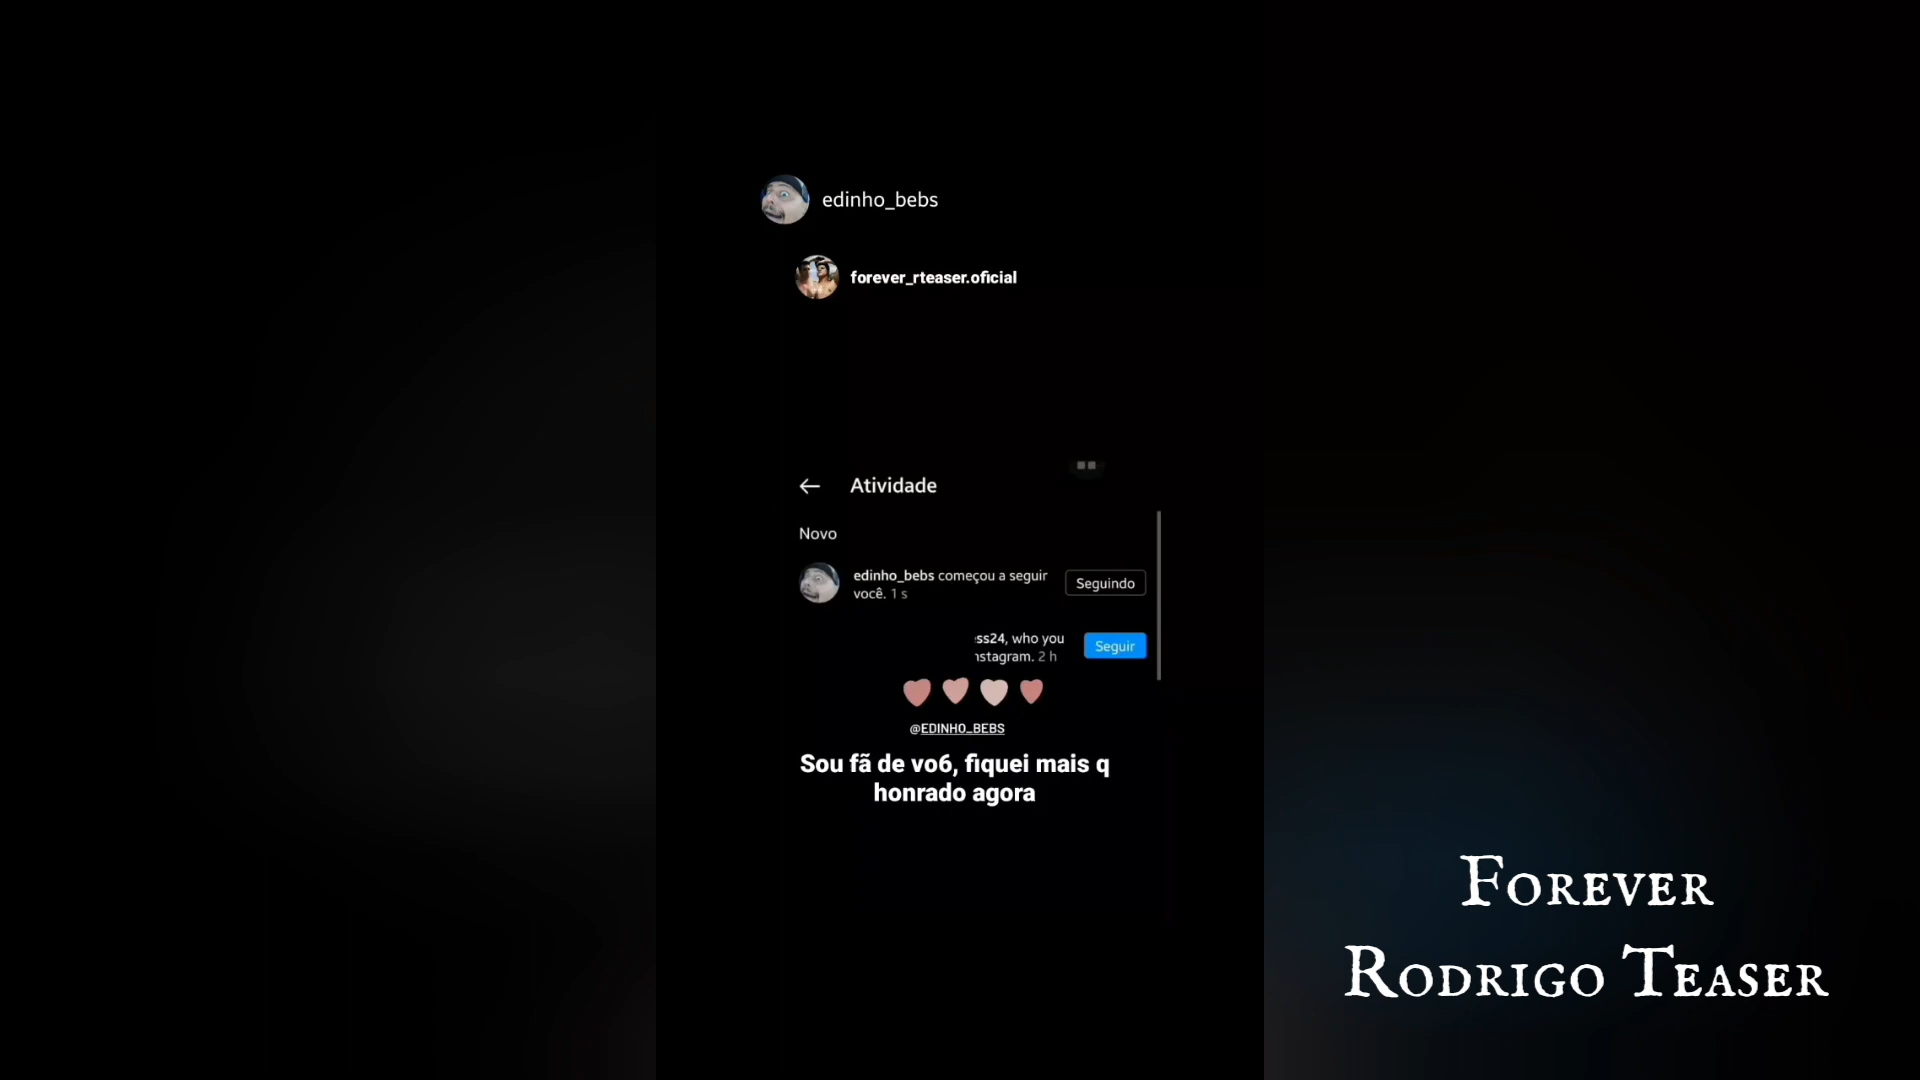 edinho_bebs
forever_rteaser.oficial
Atividade
Novo
edinho_bebs começou a seguir
você. 1 s
Seguindo
ss24, who you
nstagram. 2 h
Seguir
@EDINHO_BEBS
Sou fã de vo6, fiquei mais q
honrado agora
Forever
Rodrigo Teaser